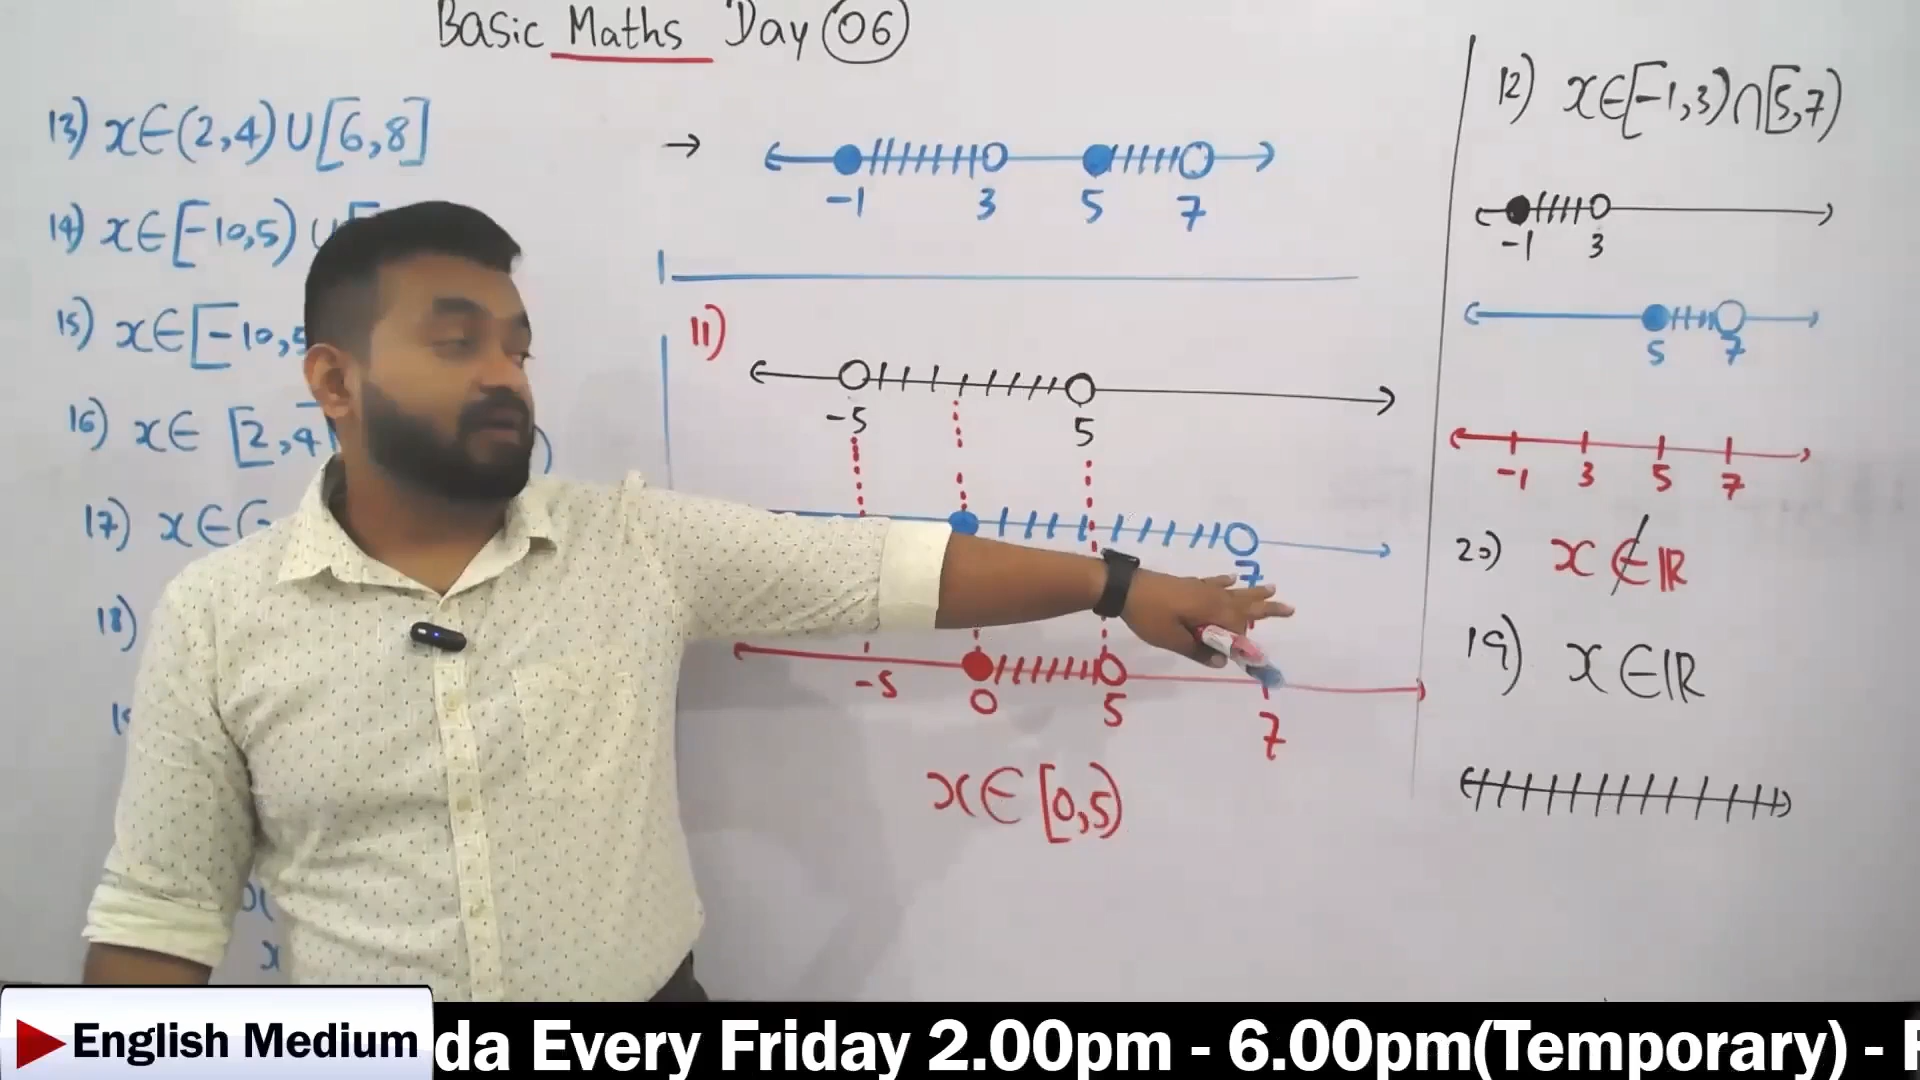 Basic Maths Day 06
13) x∈(2,4)∪[6,8]
14) x∈[-10,5)∪[
15) x∈[-10,5
16) x∈ [2,4
17) x∈(-
18)
→
-1 3 5 7
11)
-5 5
7
-5 0 5 7
x∈[0,5)
12) x∈[-1,3)∩[5,7)
-1 3
5 7
-1 3 5 7
20) x∉ℝ
19) x∈ℝ
x
English Medium
da Every Friday 2.00pm - 6.00pm(Temporary) -